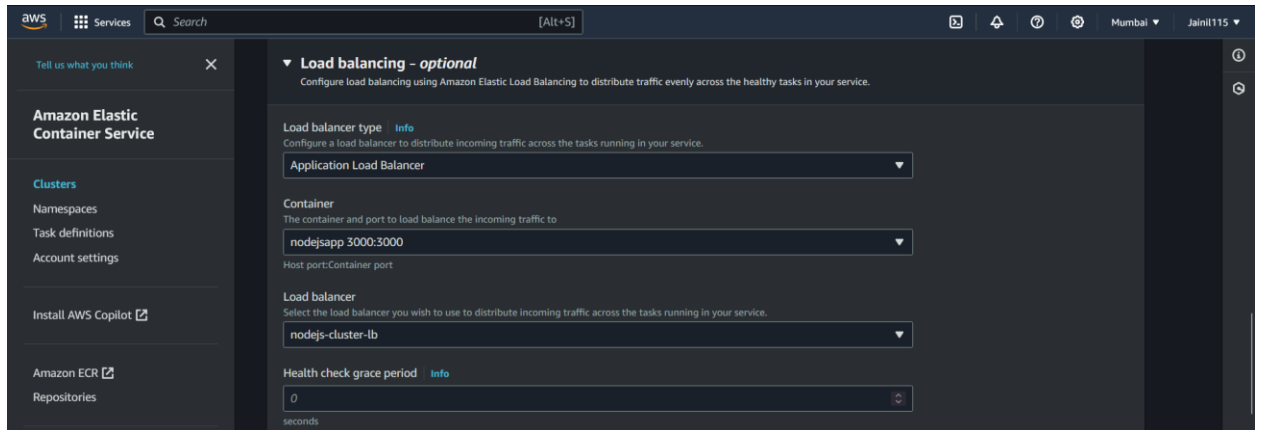 aws Services Search [Alt+S] Mumbai ▼ Jainil115 ▼
Tell us what you think
Amazon Elastic
Container Service
Clusters
Namespaces
Task definitions
Account settings
Install AWS Copilot
Amazon ECR
Repositories
Load balancing - optional
Configure load balancing using Amazon Elastic Load Balancing to distribute traffic evenly across the healthy tasks in your service.
Load balancer type Info
Configure a load balancer to distribute incoming traffic across the tasks running in your service.
Application Load Balancer
Container
The container and port to load balance the incoming traffic to
nodejsapp 3000:3000
Host port:Container port
Load balancer
Select the load balancer you wish to use to distribute incoming traffic across the tasks running in your service.
nodejs-cluster-lb
Health check grace period Info
0
seconds